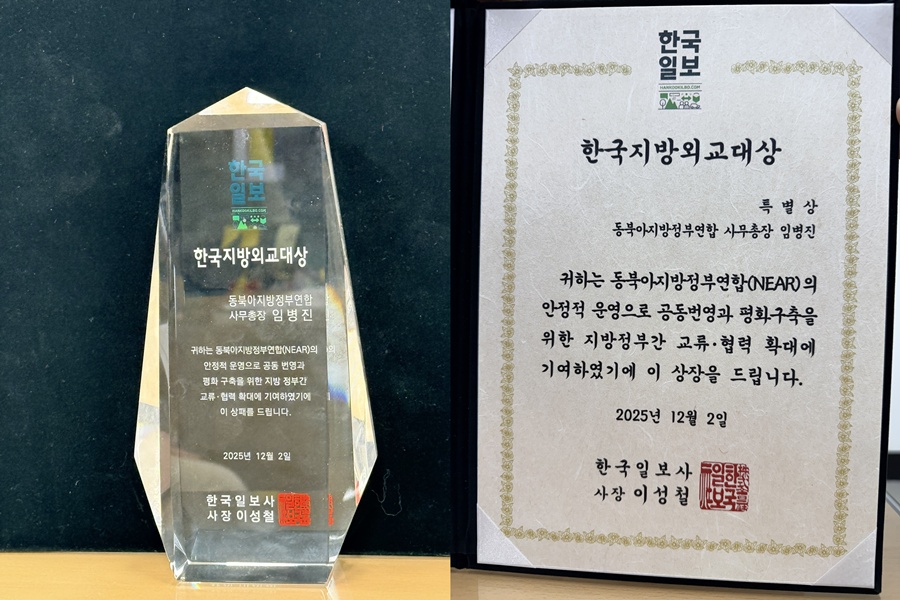 한국
일보
HANKOOKILBO.COM
한국지방외교대상
동북아지방정부연합
사무총장 임병진
귀하는 동북아지방정부연합(NEAR)의
안정적 운영으로 공동 번영과
평화 구축을 위한 지방 정부간
교류·협력 확대에 기여하였기에
이 상패를 드립니다.
2025년 12월 2일
한국일보사
사장 이성철
한국
일보
HANKOOKILBO.COM
한국지방외교대상
특별상
동북아지방정부연합 사무총장 임병진
귀하는 동북아지방정부연합(NEAR)의
안정적 운영으로 공동번영과 평화구축을
위한 지방정부간 교류·협력 확대에
기여하였기에 이 상장을 드립니다.
2025년 12월 2일
한국일보사
사장 이성철